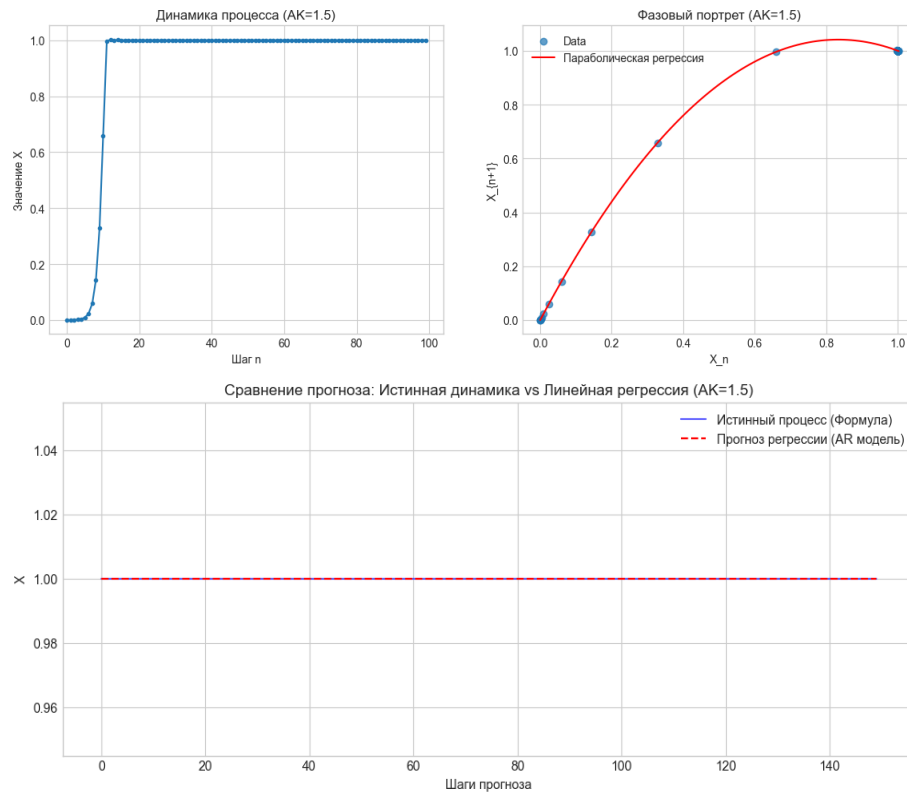 Динамика процесса (AK=1.5)
1.0
0.8
0.6
0.4
0.2
0.0
Значение X
0
20
40
60
80
100
Шаг n
Фазовый портрет (AK=1.5)
Data
Параболическая регрессия
1.0
0.8
0.6
0.4
0.2
0.0
X_{n+1}
0.0
0.2
0.4
0.6
0.8
1.0
X_n
Сравнение прогноза: Истинная динамика vs Линейная регрессия (AK=1.5)
Истинный процесс (Формула)
Прогноз регрессии (AR модель)
1.04
1.02
1.00
0.98
0.96
X
0
20
40
60
80
100
120
140
Шаги прогноза